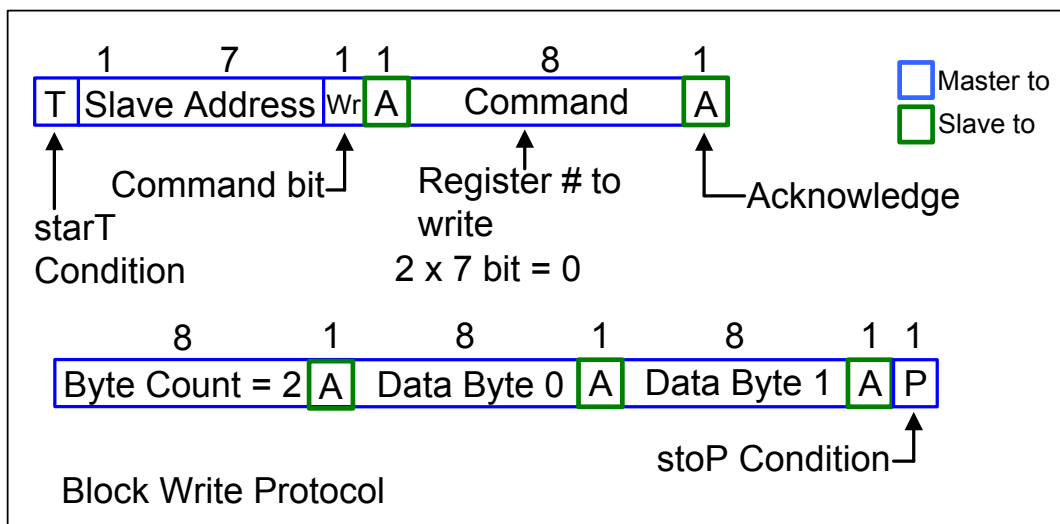 1 7 1 1 8 1
T Slave Address Wr A Command A
Master to
Slave to
Command bit
Register # to
write
Acknowledge
starT
Condition
2 x 7 bit = 0
8 1 8 1 8 1 1
Byte Count = 2 A Data Byte 0 A Data Byte 1 A P
stoP Condition
Block Write Protocol